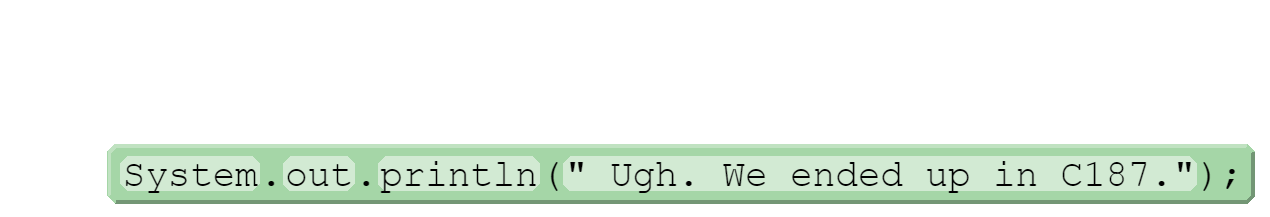 System.out.println(" Ugh. We ended up in C187.");